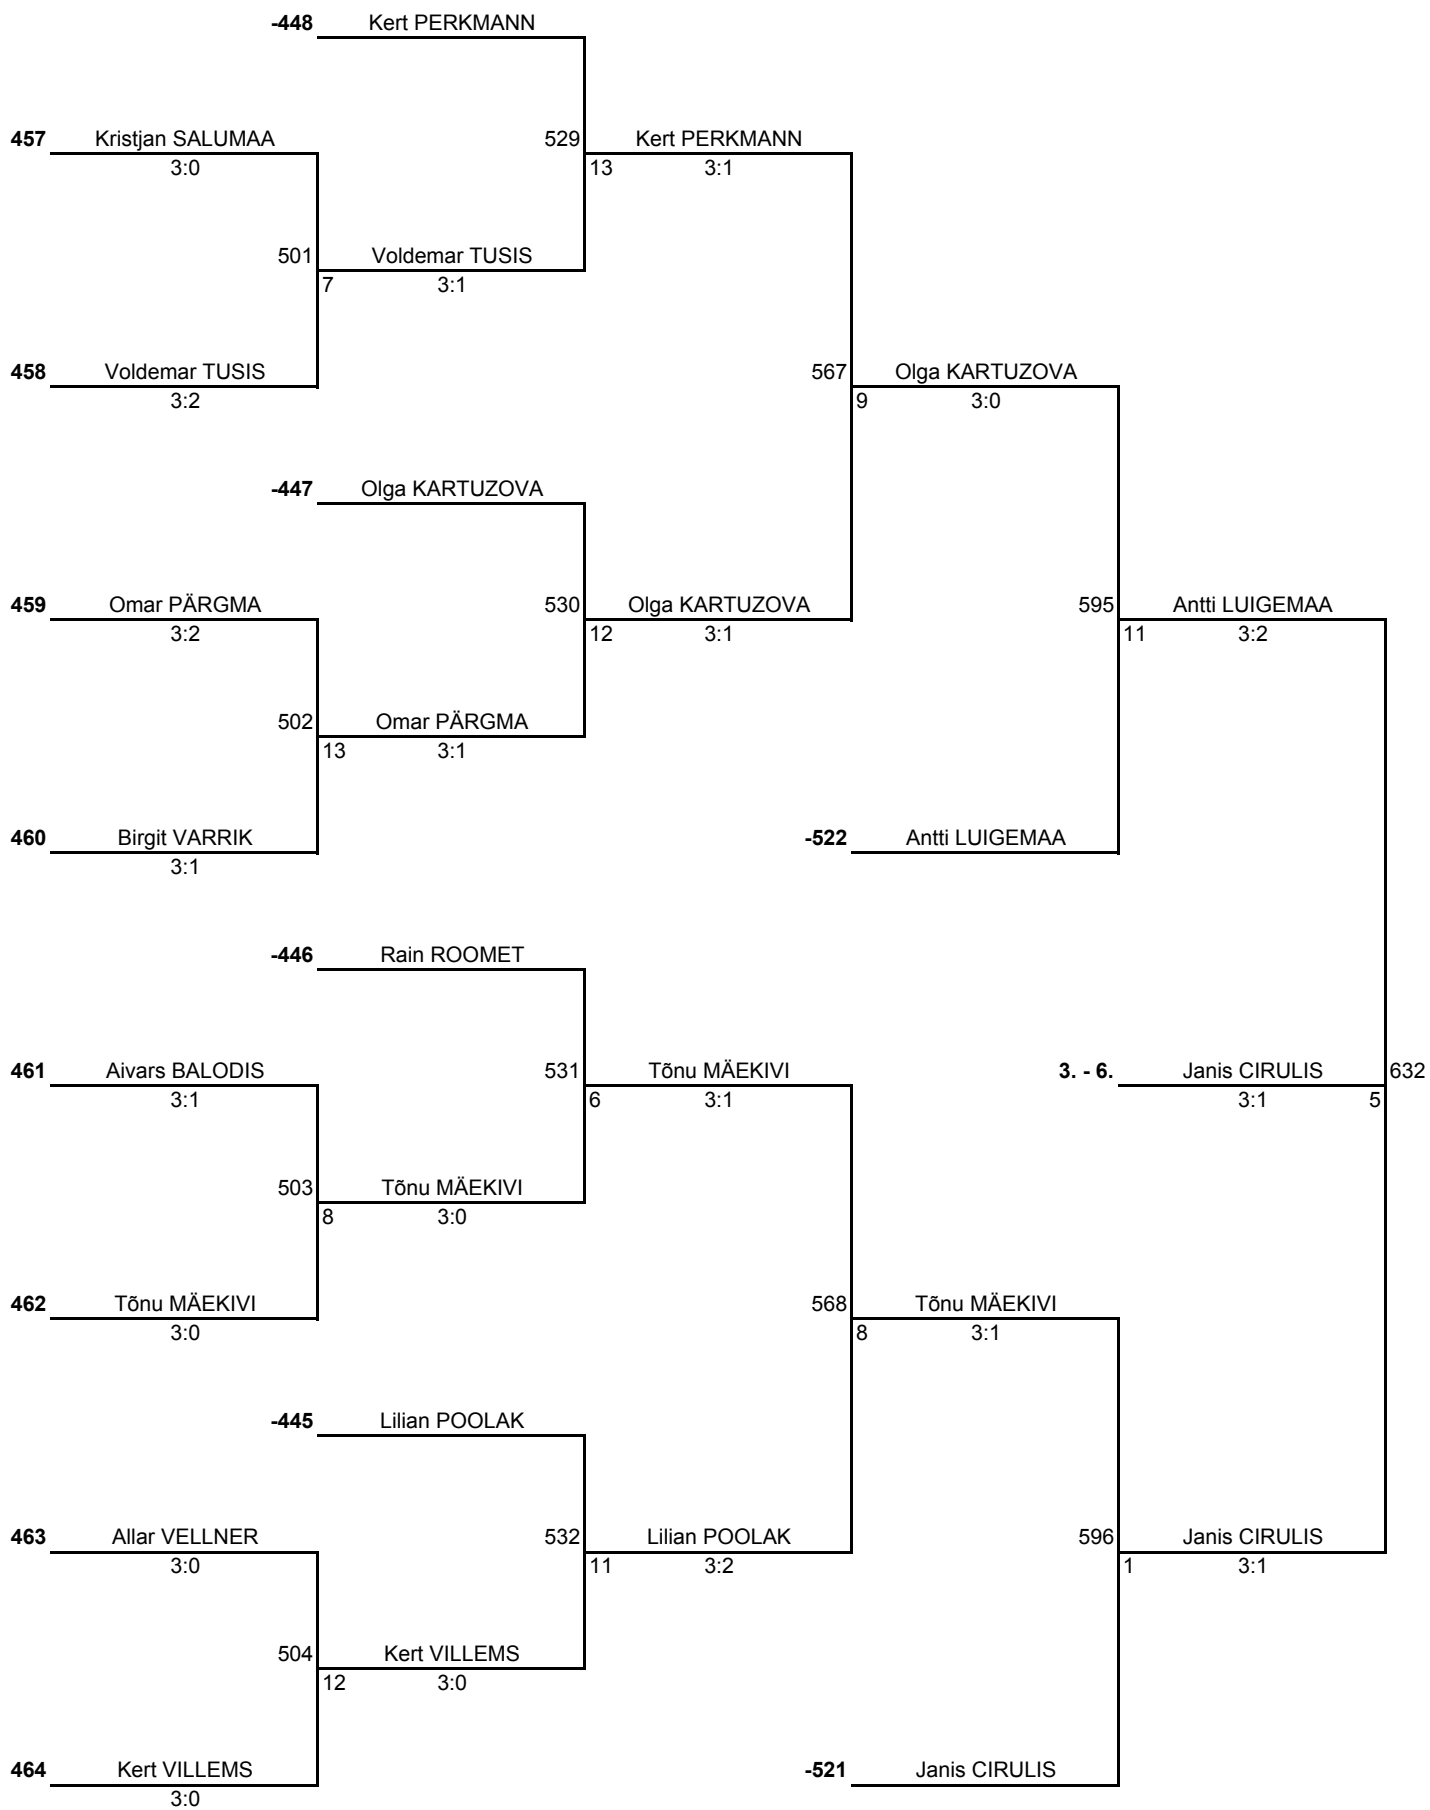 -448 Kert PERKMANN
457 Kristjan SALUMAA 529 Kert PERKMANN
3:0 13 3:1
501 Voldemar TUSIS
7 3:1
458 Voldemar TUSIS 567 Olga KARTUZOVA
3:2 9 3:0
-447 Olga KARTUZOVA
459 Omar PÄRGMA 530 Olga KARTUZOVA 595 Antti LUIGEMAA
3:2 12 3:1 11 3:2
502 Omar PÄRGMA
13 3:1
460 Birgit VARRIK -522 Antti LUIGEMAA
3:1
-446 Rain ROOMET
461 Aivars BALODIS 531 Tõnu MÄEKIVI 3. - 6. Janis CIRULIS 632
3:1 6 3:1 3:1 5
503 Tõnu MÄEKIVI
8 3:0
462 Tõnu MÄEKIVI 568 Tõnu MÄEKIVI
3:0 8 3:1
-445 Lilian POOLAK
463 Allar VELLNER 532 Lilian POOLAK 596 Janis CIRULIS
3:0 11 3:2 1 3:1
504 Kert VILLEMS
12 3:0
464 Kert VILLEMS -521 Janis CIRULIS
3:0